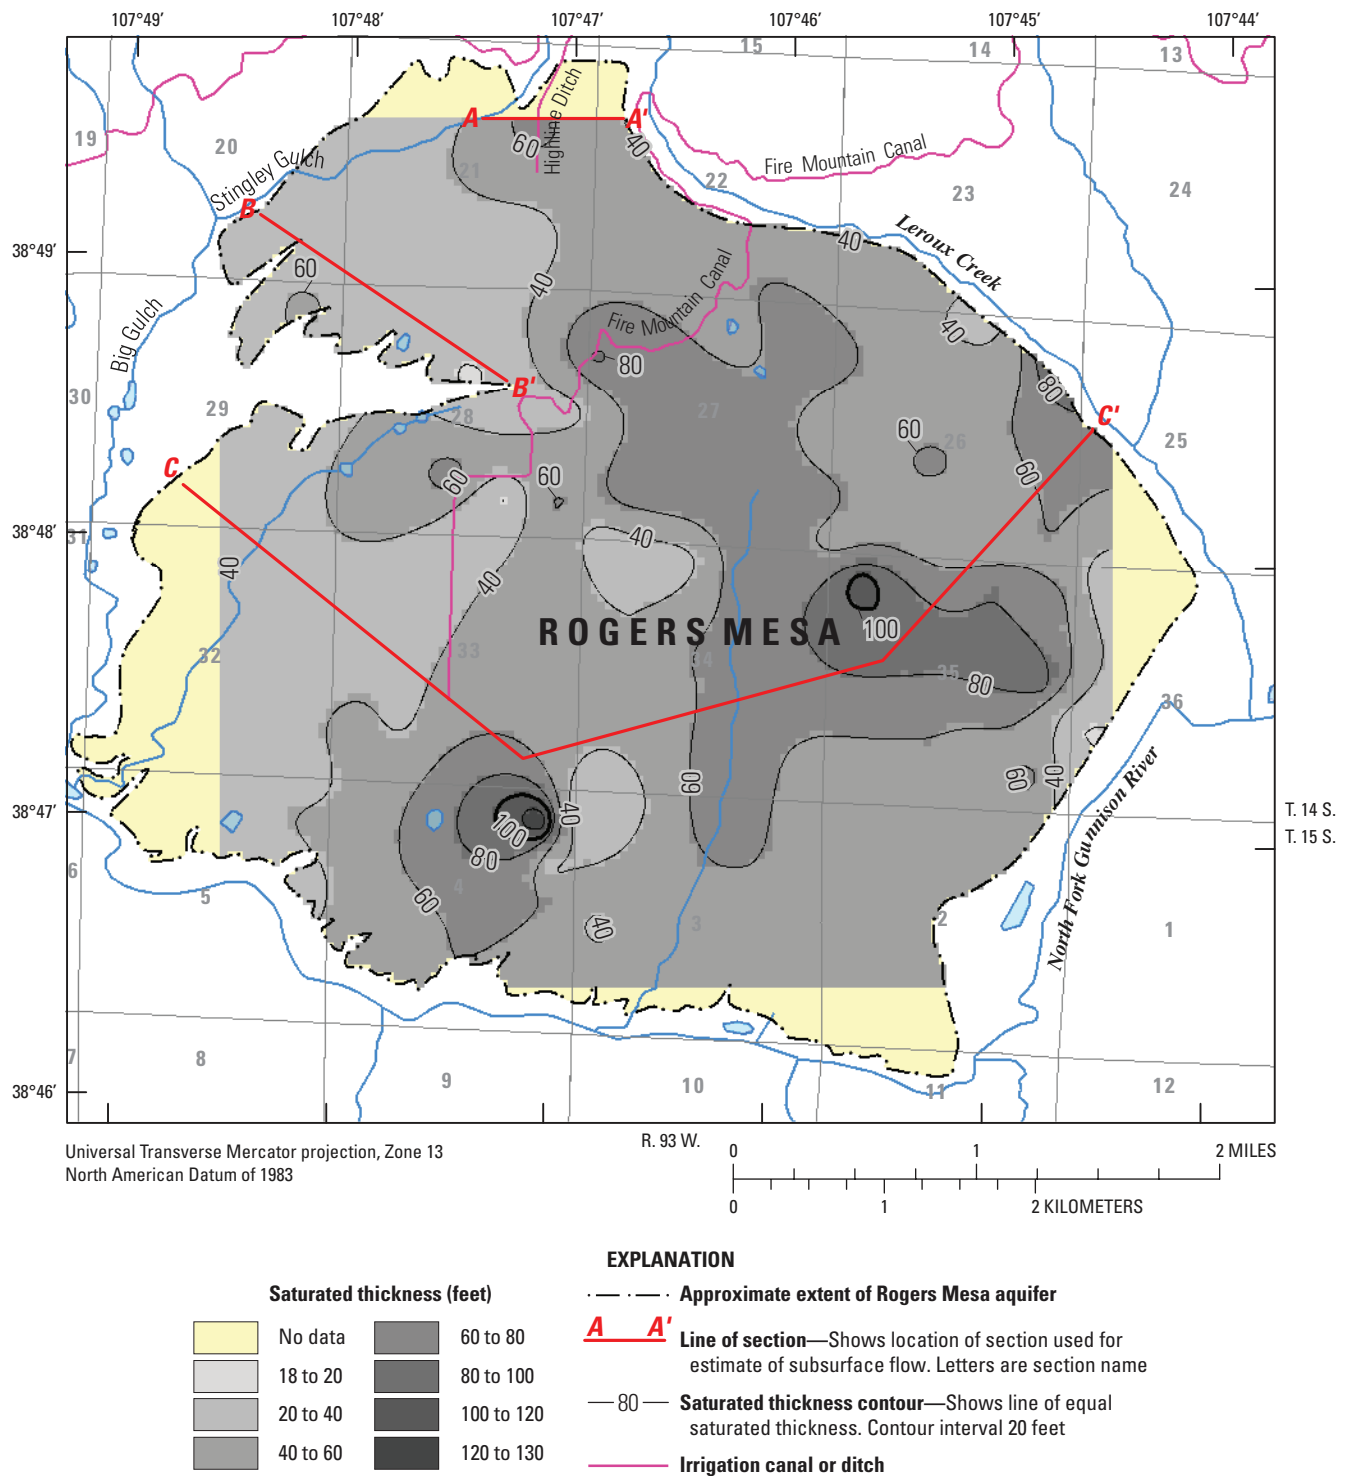 107°49′ 107°48′ 107°47′ 107°46′ 107°45′ 107°44′
15 14 13
A A′
Highline Ditch
60
40
19 20
21
22
Fire Mountain Canal
23
24
Stingley Gulch
B
38°49′
40
Leroux Creek
60
40
Fire Mountain Canal
40
Big Gulch
80
80
B′
30
29
28
27
60
26
C′
25
C
60
60
60
31
38°48′
40
40
40
ROGERS MESA
100
32
33
34
35
80
36
60
40
60
40
38°47′
100
80
T. 14 S.
T. 15 S.
North Fork Gunnison River
6
5
4
60
40
3
2
1
7
8
9
10
11
12
38°46′
R. 93 W.
Universal Transverse Mercator projection, Zone 13
North American Datum of 1983
0 1 2 MILES
0 1 2 KILOMETERS
EXPLANATION
Saturated thickness (feet)
No data
18 to 20
20 to 40
40 to 60
60 to 80
80 to 100
100 to 120
120 to 130
Approximate extent of Rogers Mesa aquifer
A A′ Line of section—Shows location of section used for
estimate of subsurface flow. Letters are section name
80 Saturated thickness contour—Shows line of equal
saturated thickness. Contour interval 20 feet
Irrigation canal or ditch